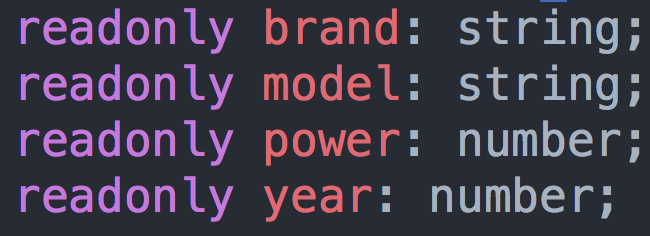 readonly brand: string;
readonly model: string;
readonly power: number;
readonly year: number;